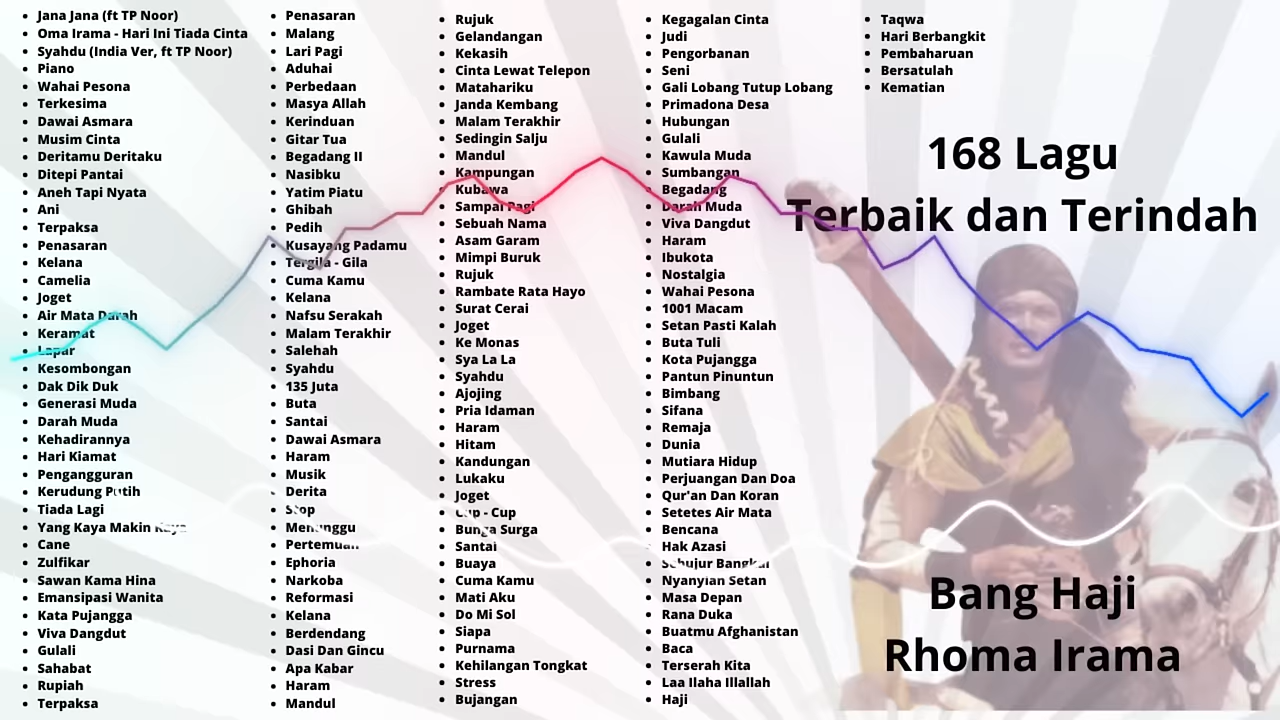 Jana Jana (ft TP Noor)
Oma Irama - Hari Ini Tiada Cinta
Syahdu (India Ver, ft TP Noor)
Piano
Wahai Pesona
Terkesima
Dawai Asmara
Musim Cinta
Deritamu Deritaku
Ditepi Pantai
Aneh Tapi Nyata
Ani
Terpaksa
Penasaran
Kelana
Camelia
Joget
Air Mata Darah
Keramat
Lapar
Kesombongan
Dak Dik Duk
Generasi Muda
Darah Muda
Kehadirannya
Hari Kiamat
Pengangguran
Kerudung Putih
Tiada Lagi
Yang Kaya Makin Kaya
Cane
Zulfikar
Sawan Kama Hina
Emansipasi Wanita
Kata Pujangga
Viva Dangdut
Gulali
Sahabat
Rupiah
Terpaksa
Penasaran
Malang
Lari Pagi
Aduhai
Perbedaan
Masya Allah
Kerinduan
Gitar Tua
Begadang II
Nasibku
Yatim Piatu
Ghibah
Pedih
Kusayang Padamu
Tergila - Gila
Cuma Kamu
Kelana
Nafsu Serakah
Malam Terakhir
Salehah
Syahdu
135 Juta
Buta
Santai
Dawai Asmara
Haram
Musik
Derita
Stop
Menunggu
Pertemuan
Ephoria
Narkoba
Reformasi
Kelana
Berdendang
Dasi Dan Gincu
Apa Kabar
Haram
Mandul
Rujuk
Gelandangan
Kekasih
Cinta Lewat Telepon
Matahariku
Janda Kembang
Malam Terakhir
Sedingin Salju
Mandul
Kampungan
Kubawa
Sampai Pagi
Sebuah Nama
Asam Garam
Mimpi Buruk
Rujuk
Rambate Rata Hayo
Surat Cerai
Joget
Ke Monas
Sya La La
Syahdu
Ajojing
Pria Idaman
Haram
Hitam
Kandungan
Lukaku
Joget
Cup - Cup
Bunga Surga
Santai
Buaya
Cuma Kamu
Mati Aku
Do Mi Sol
Siapa
Purnama
Kehilangan Tongkat
Stress
Bujangan
Kegagalan Cinta
Judi
Pengorbanan
Seni
Gali Lobang Tutup Lobang
Primadona Desa
Hubungan
Gulali
Kawula Muda
Sumbangan
Begadang
Darah Muda
Viva Dangdut
Haram
Ibukota
Nostalgia
Wahai Pesona
1001 Macam
Setan Pasti Kalah
Buta Tuli
Kota Pujangga
Pantun Pinuntun
Bimbang
Sifana
Remaja
Dunia
Mutiara Hidup
Perjuangan Dan Doa
Qur'an Dan Koran
Setetes Air Mata
Bencana
Hak Azasi
Sebujur Bangkai
Nyanyian Setan
Masa Depan
Rana Duka
Buatmu Afghanistan
Baca
Terserah Kita
Laa Ilaha Illallah
Haji
Taqwa
Hari Berbangkit
Pembaharuan
Bersatulah
Kematian
168 Lagu
Terbaik dan Terindah
Bang Haji
Rhoma Irama